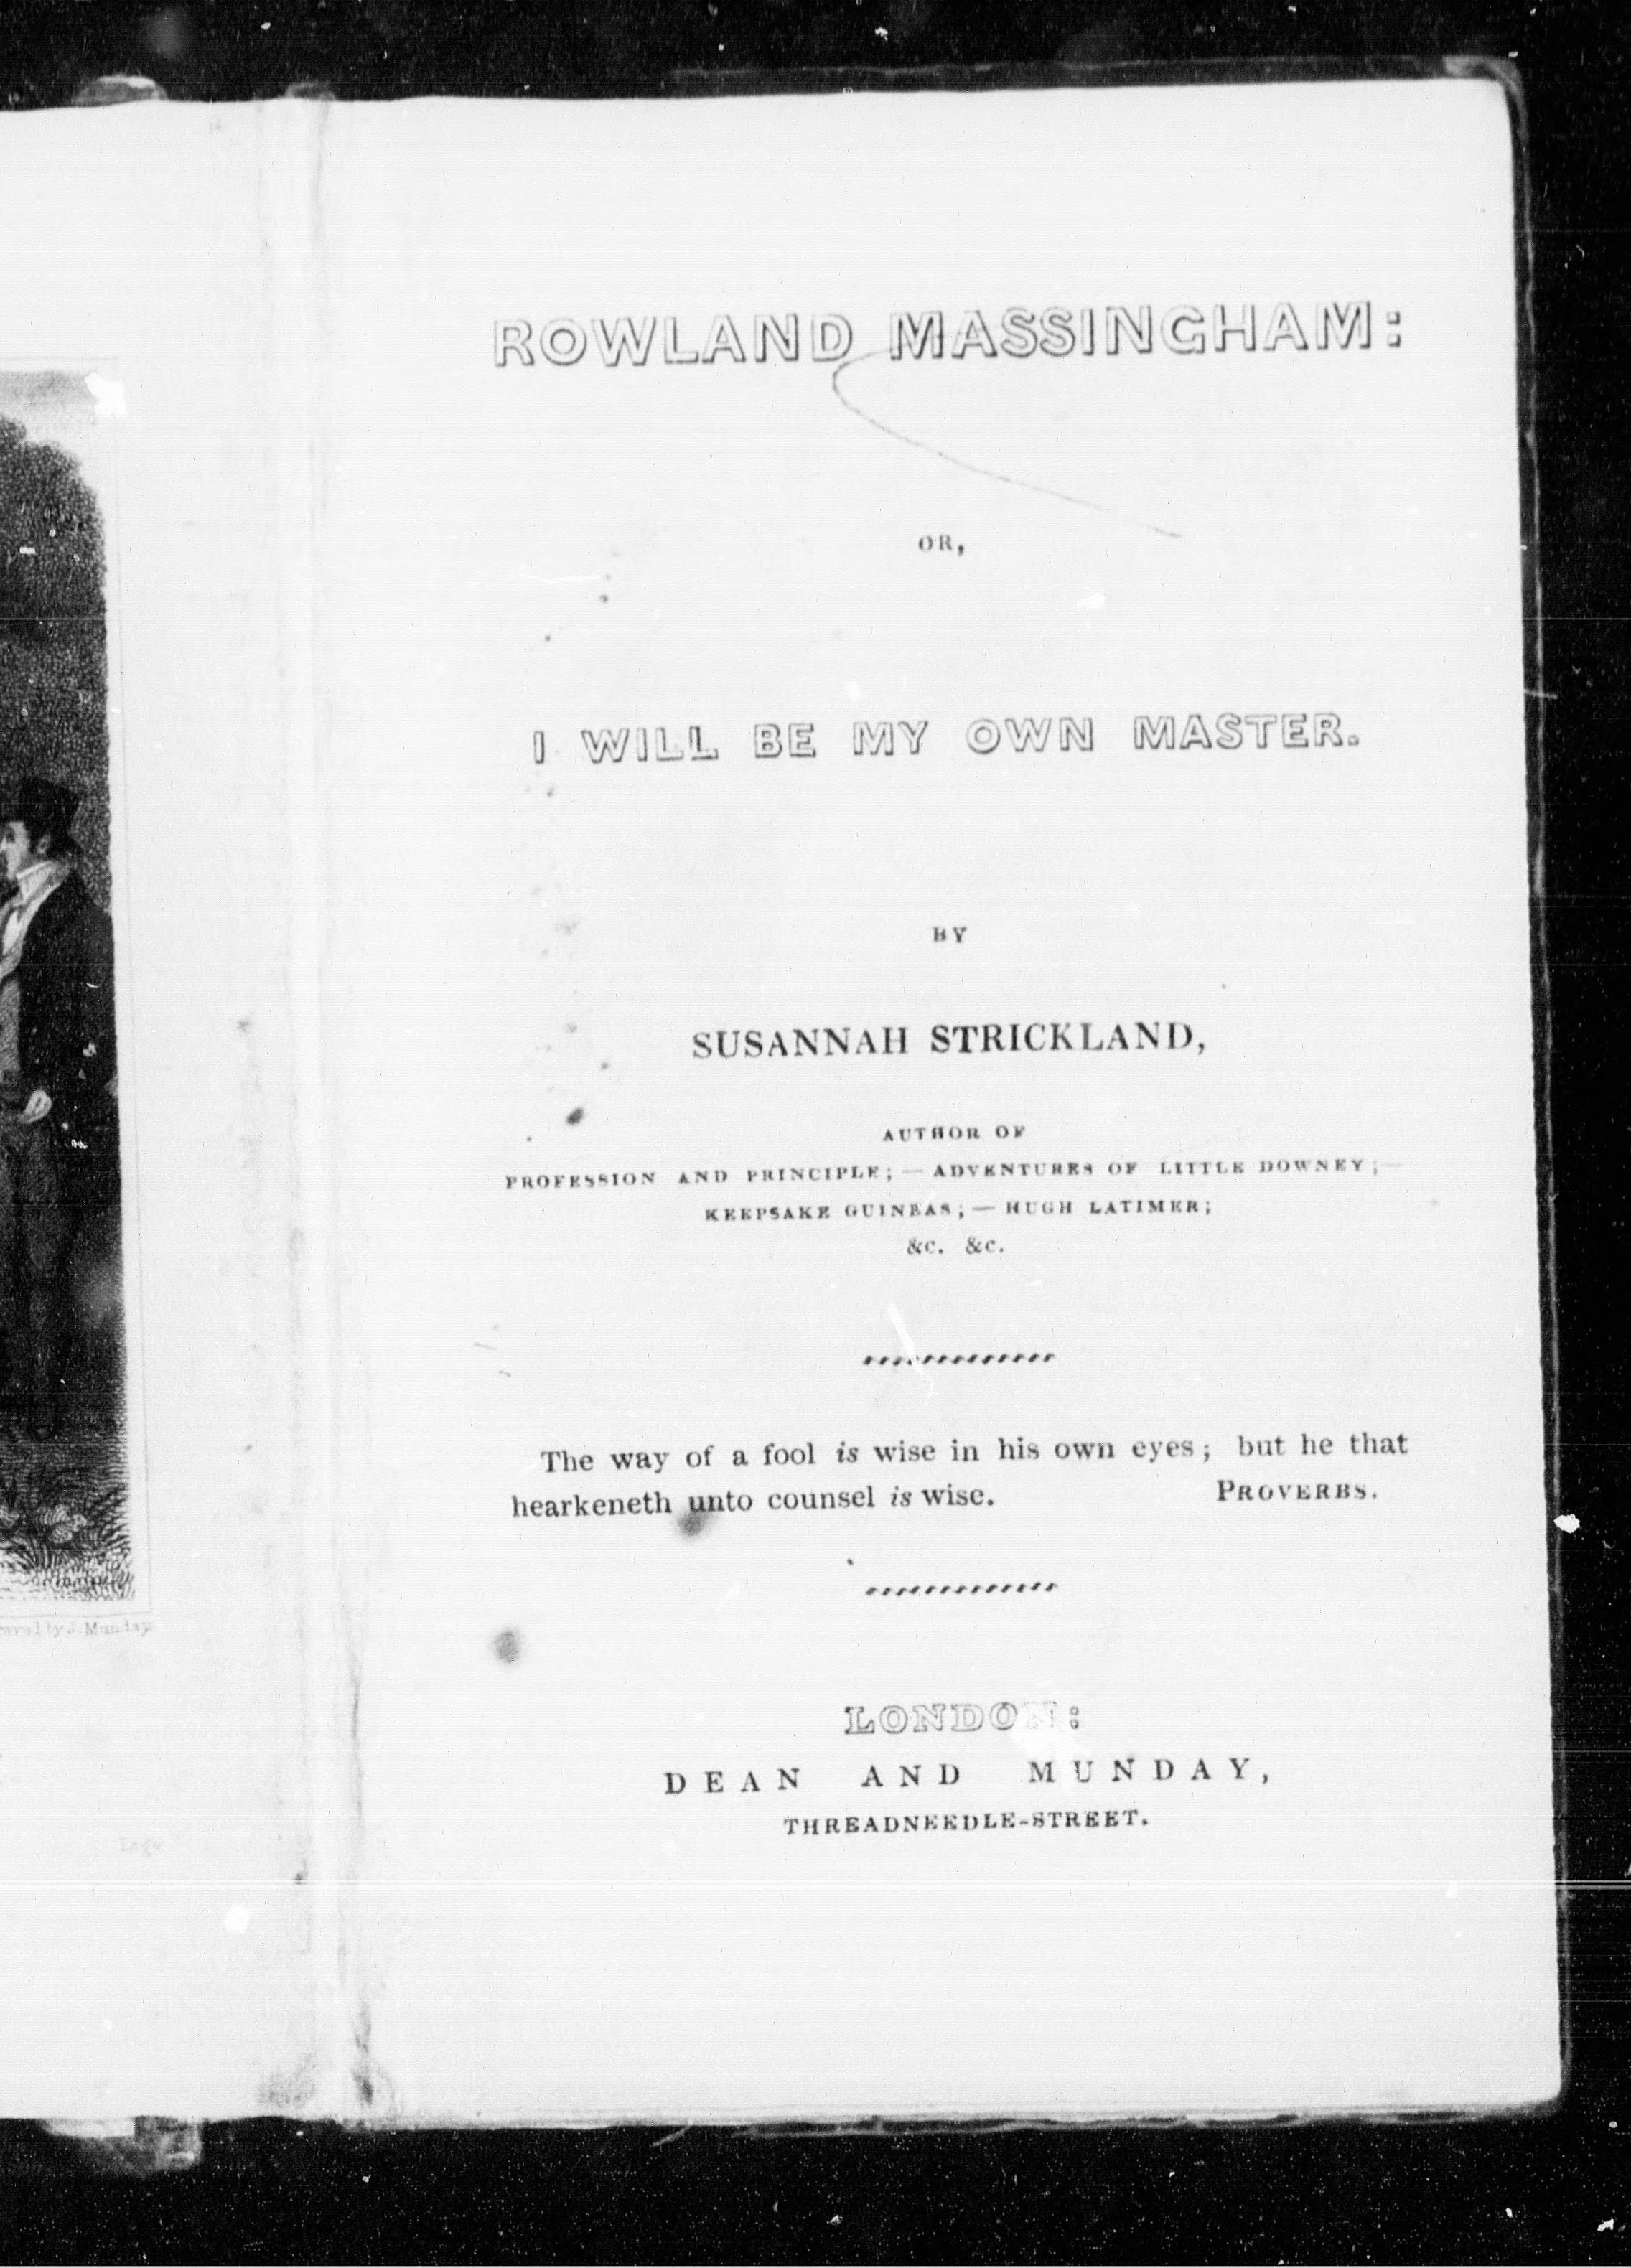 ROWLAND MASSINGHAM:
OR,
I WILL BE MY OWN MASTER.
BY
SUSANNAH STRICKLAND,
AUTHOR OF
PROFESSION AND PRINCIPLE; — ADVENTURES OF LITTLE DOWNEY; —
KEEPSAKE GUINEAS; — HUGH LATIMER;
&c. &c.
The way of a fool is wise in his own eyes; but he that
hearkeneth unto counsel is wise. PROVERBS.
LONDON:
DEAN AND MUNDAY,
THREADNEEDLE-STREET.
by J. Munday